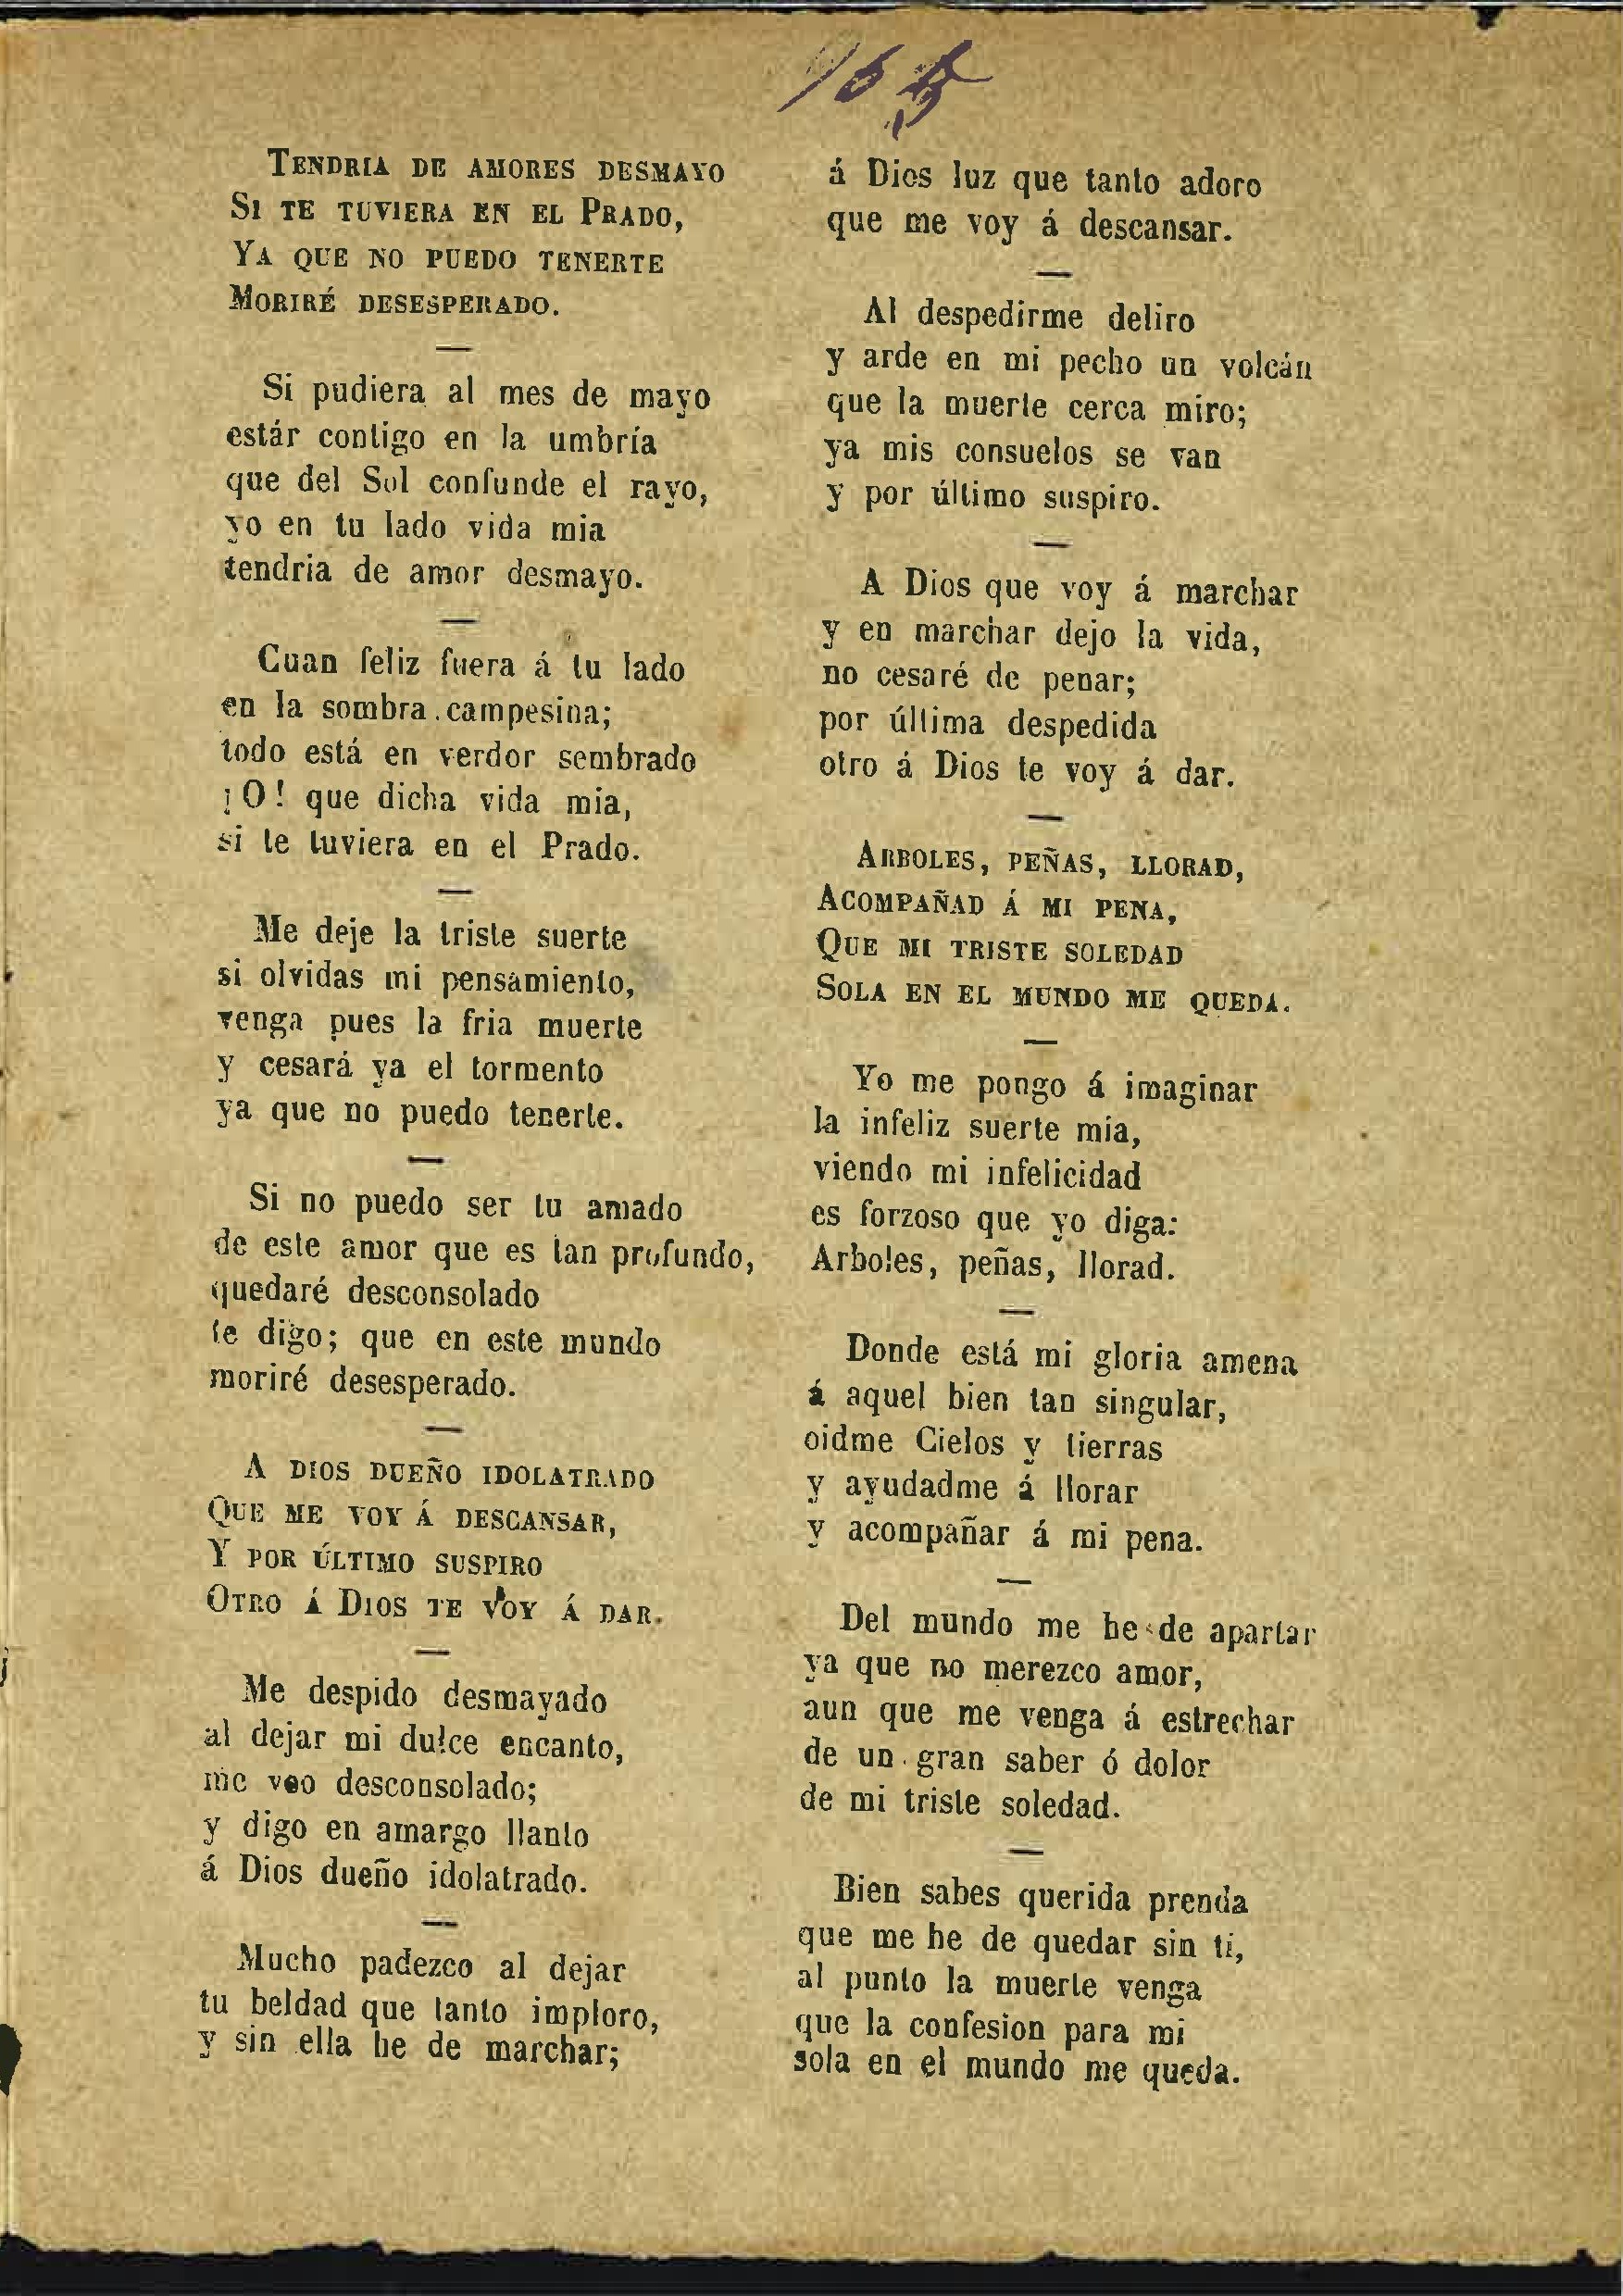 TENDRIA DE AMORES DESMAYO
SI TE TUVIERA EN EL PRADO,
YA QUE NO PUEDO TENERTE
MORIRÉ DESESPERADO.
Si pudiera al mes de mayo
estár contigo en la umbría
que del Sol confunde el rayo,
yo en tu lado vida mia
tendria de amor desmayo.
Cuan feliz fuera á tu lado
en la sombra campesina;
todo está en verdor sembrado
¡O! que dicha vida mia,
si te tuviera en el Prado.
Me deje la triste suerte
si olvidas mi pensamiento,
venga pues la fria muerte
y cesará ya el tormento
ya que no puedo tenerte.
Si no puedo ser tu amado
de este amor que es tan profundo,
quedaré desconsolado
te digo; que en este mundo
moriré desesperado.
A DIOS DUEÑO IDOLATRADO
QUE ME VOY Á DESCANSAR,
Y POR ÚLTIMO SUSPIRO
OTRO Á DIOS TE VOY Á DAR.
Me despido desmayado
al dejar mi dulce encanto,
me veo desconsolado;
y digo en amargo llanto
á Dios dueño idolatrado.
Mucho padezco al dejar
tu beldad que tanto imploro,
y sin ella he de marchar;
á Dios luz que tanto adoro
que me voy á descansar.
Al despedirme deliro
y arde en mi pecho un volcán
que la muerte cerca miro;
ya mis consuelos se van
y por último suspiro.
A Dios que voy á marchar
y en marchar dejo la vida,
no cesaré de penar;
por última despedida
otro á Dios te voy á dar.
ARBOLES, PEÑAS, LLORAD,
ACOMPAÑAD Á MI PENA,
QUE MI TRISTE SOLEDAD
SOLA EN EL MUNDO ME QUEDA.
Yo me pongo á imaginar
la infeliz suerte mia,
viendo mi infelicidad
es forzoso que yo diga:
Arboles, peñas, llorad.
Donde está mi gloria amena
á aquel bien tan singular,
oidme Cielos y tierras
y ayudadme á llorar
y acompañar á mi pena.
Del mundo me he de apartar
ya que no merezco amor,
aun que me venga á estrechar
de un gran saber ó dolor
de mi triste soledad.
Bien sabes querida prenda
que me he de quedar sin ti,
al punto la muerte venga
que la confesion para mi
sola en el mundo me queda.